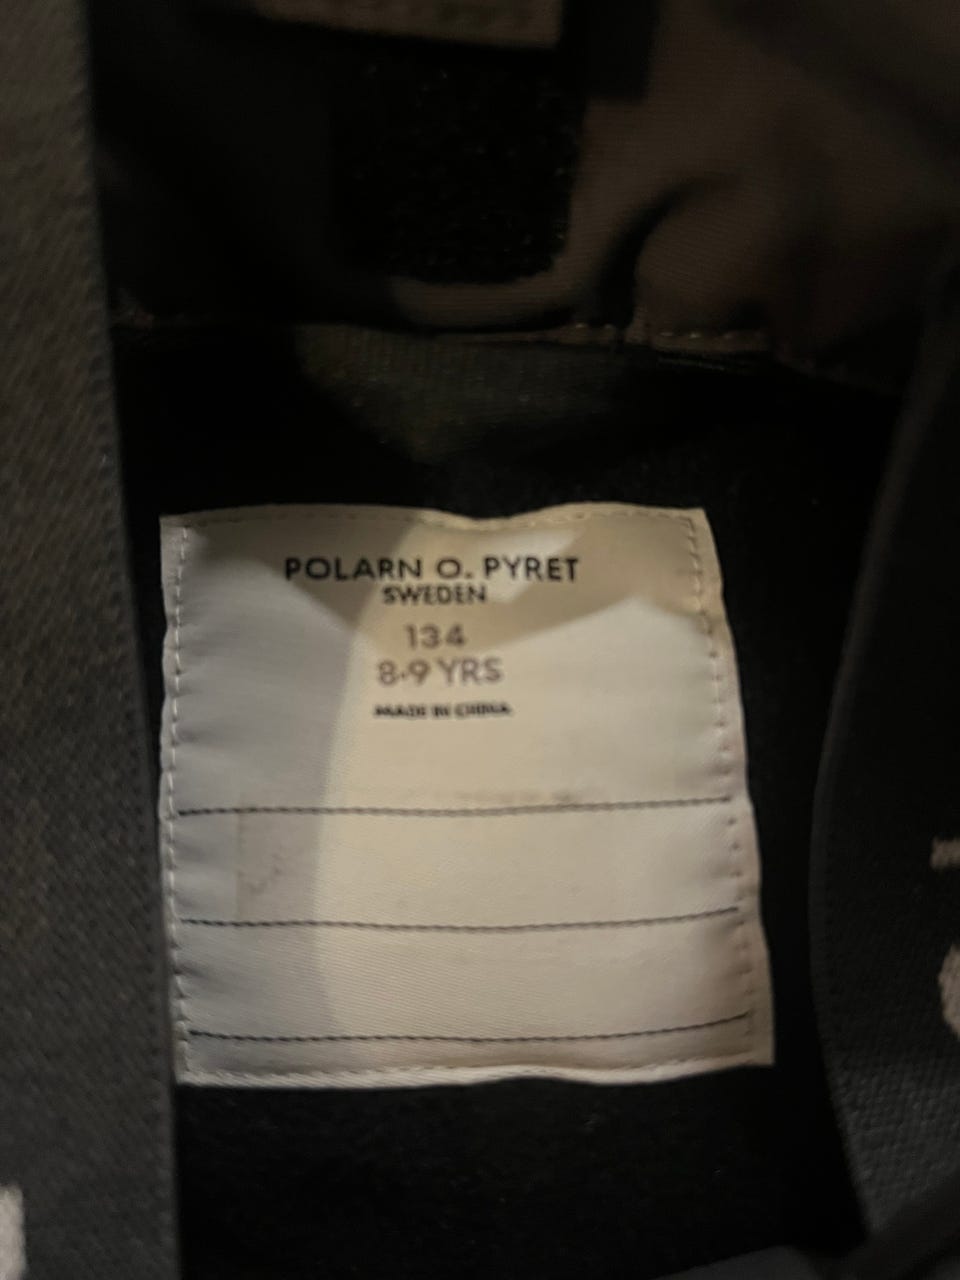 POLARN O. PYRET
SWEDEN
134
8-9 YRS
MADE IN CHINA